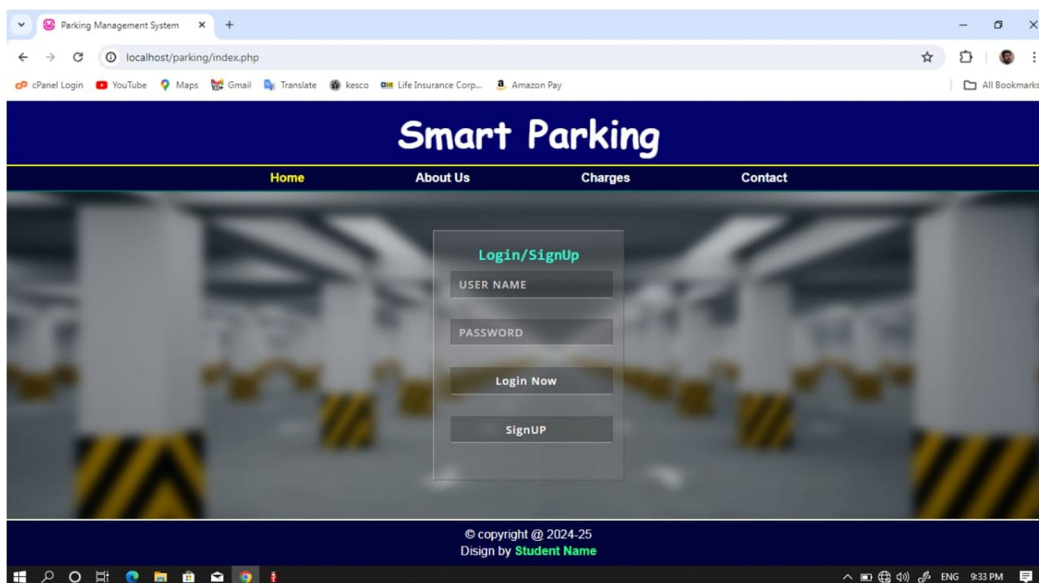 Parking Management System
localhost/parking/index.php
cPanel Login YouTube Maps Gmail Translate kesco Life Insurance Corp... Amazon Pay All Bookmarks
Smart Parking
Home About Us Charges Contact
Login/SignUp
USER NAME
PASSWORD
Login Now
SignUP
© copyright @ 2024-25
Disign by Student Name
ENG 9:33 PM